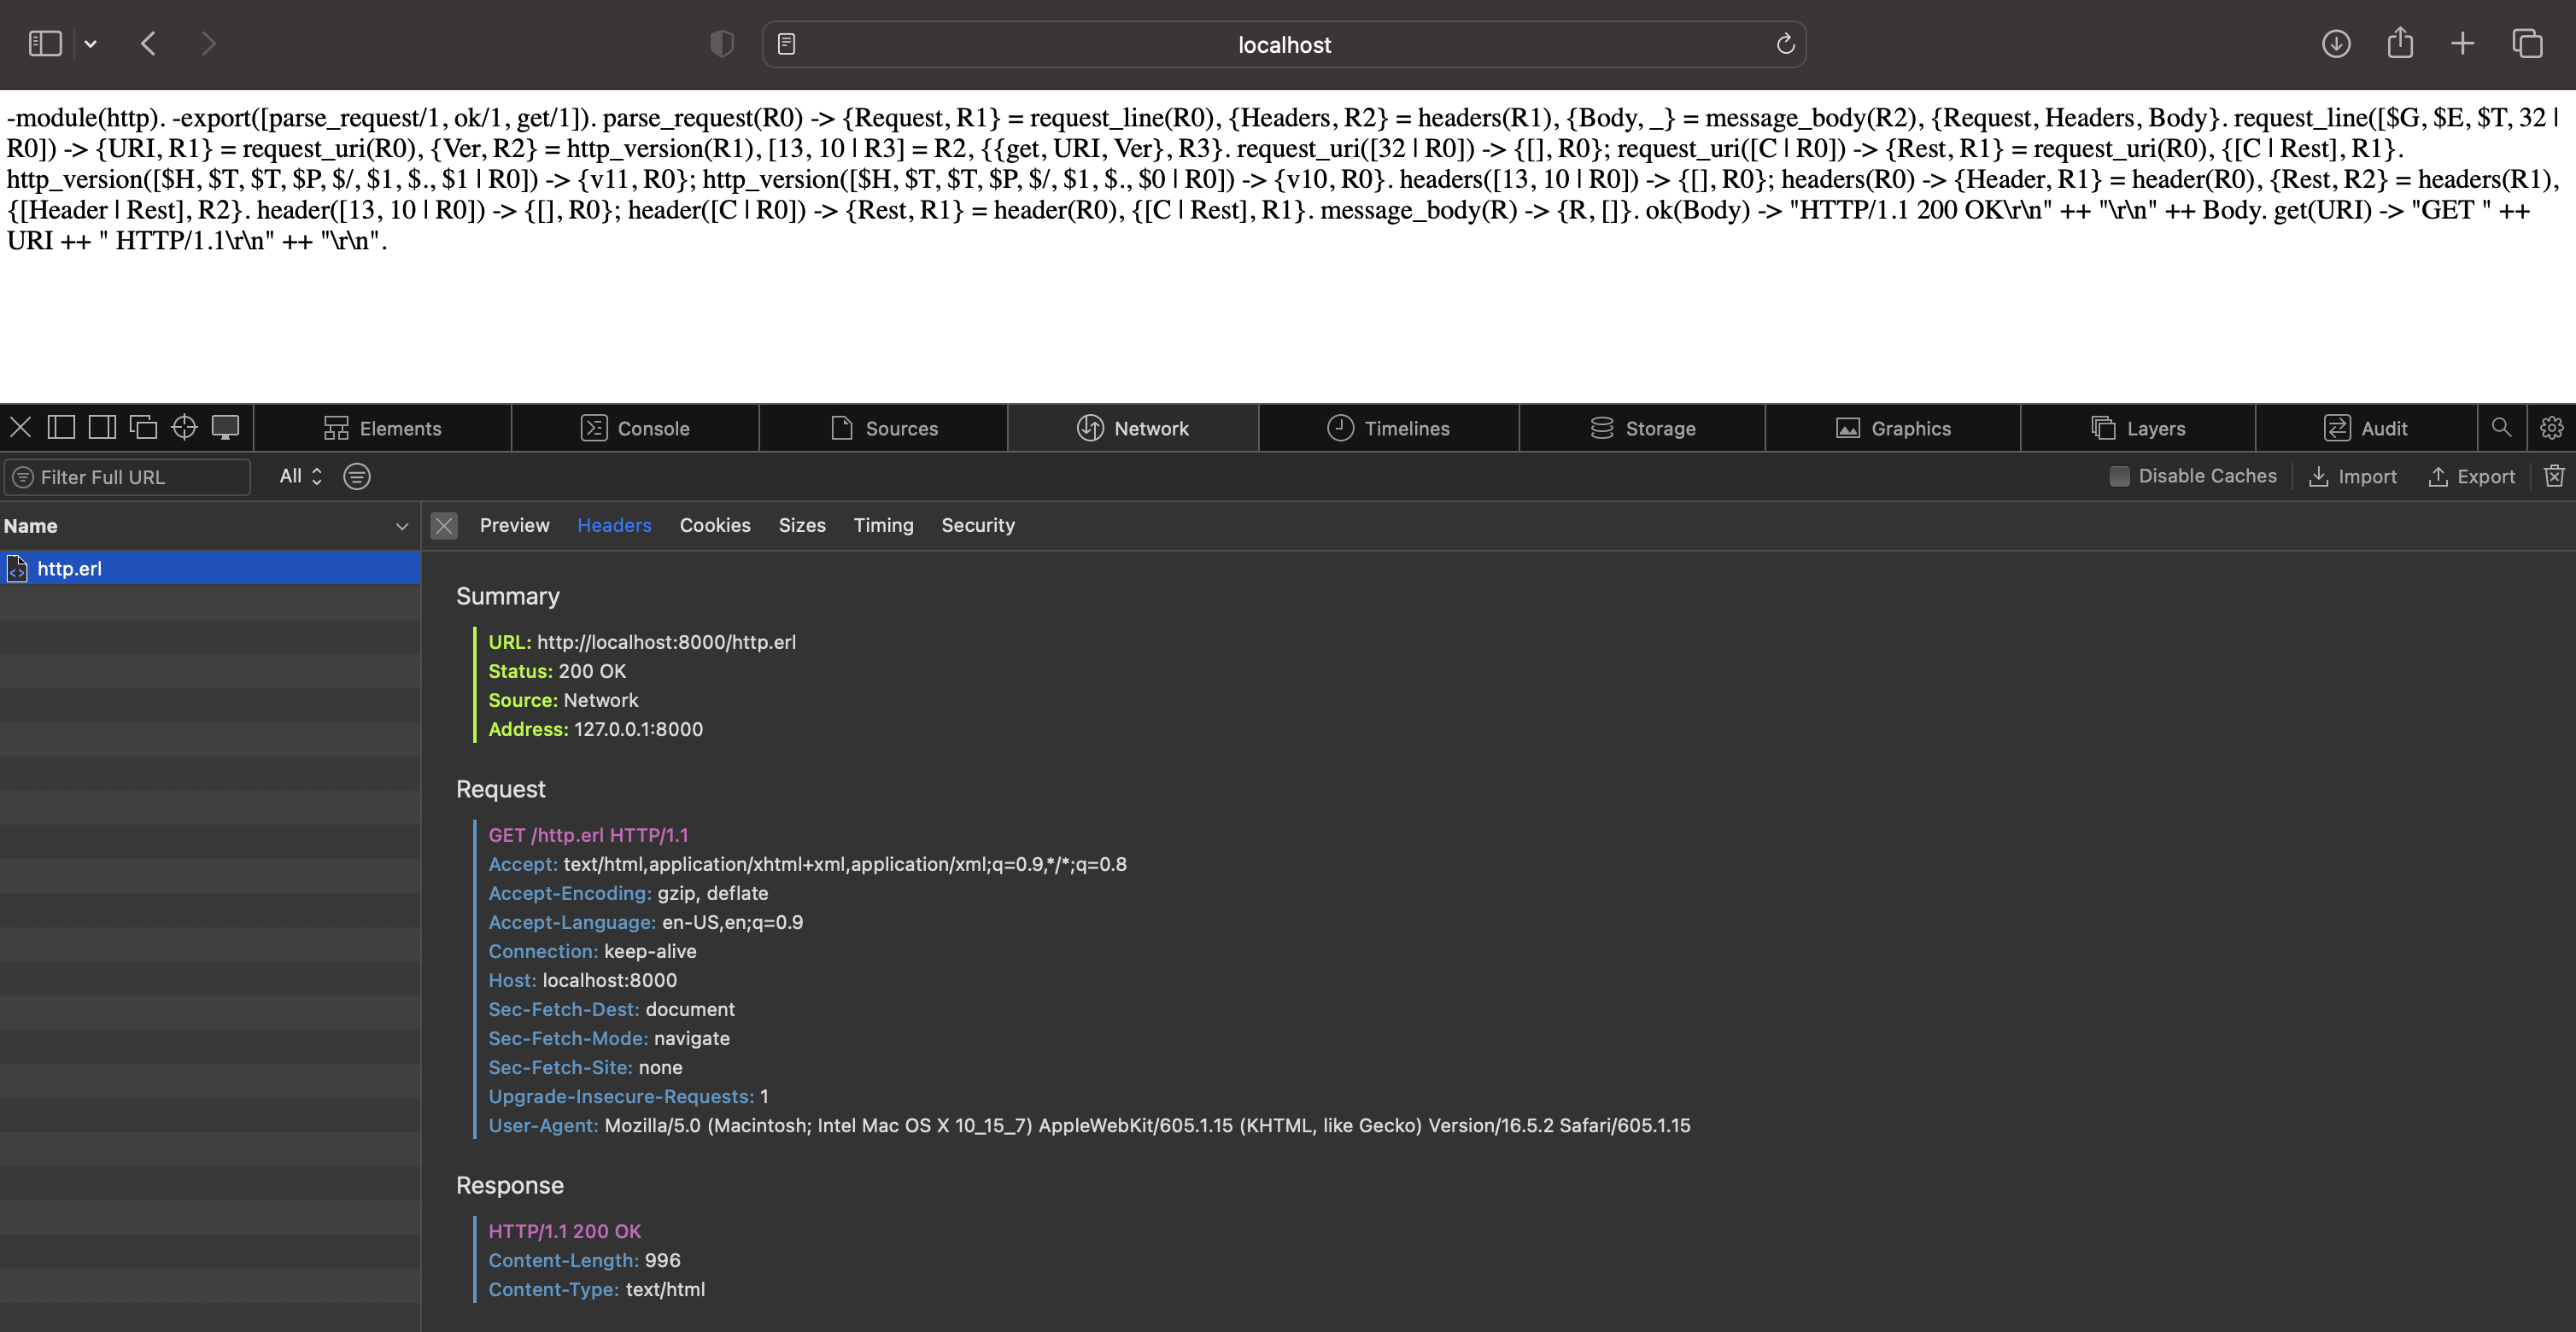 localhost
-module(http). -export([parse_request/1, ok/1, get/1]). parse_request(R0) -> {Request, R1} = request_line(R0), {Headers, R2} = headers(R1), {Body, _} = message_body(R2), {Request, Headers, Body}. request_line([$G, $E, $T, 32 |
R0]) -> {URI, R1} = request_uri(R0), {Ver, R2} = http_version(R1), [13, 10 | R3] = R2, {{get, URI, Ver}, R3}. request_uri([32 | R0]) -> {[], R0}; request_uri([C | R0]) -> {Rest, R1} = request_uri(R0), {[C | Rest], R1}.
http_version([$H, $T, $T, $P, $/, $1, $., $1 | R0]) -> {v11, R0}; http_version([$H, $T, $T, $P, $/, $1, $., $0 | R0]) -> {v10, R0}. headers([13, 10 | R0]) -> {[], R0}; headers(R0) -> {Header, R1} = header(R0), {Rest, R2} = headers(R1),
{[Header | Rest], R2}. header([13, 10 | R0]) -> {[], R0}; header([C | R0]) -> {Rest, R1} = header(R0), {[C | Rest], R1}. message_body(R) -> {R, []}. ok(Body) -> "HTTP/1.1 200 OK\r\n" ++ "\r\n" ++ Body. get(URI) -> "GET " ++
URI ++ " HTTP/1.1\r\n" ++ "\r\n".
Elements Console Sources Network Timelines Storage Graphics Layers Audit
Filter Full URL All Disable Caches Import Export
Name Preview Headers Cookies Sizes Timing Security
http.erl
Summary
URL: http://localhost:8000/http.erl
Status: 200 OK
Source: Network
Address: 127.0.0.1:8000
Request
GET /http.erl HTTP/1.1
Accept: text/html,application/xhtml+xml,application/xml;q=0.9,*/*;q=0.8
Accept-Encoding: gzip, deflate
Accept-Language: en-US,en;q=0.9
Connection: keep-alive
Host: localhost:8000
Sec-Fetch-Dest: document
Sec-Fetch-Mode: navigate
Sec-Fetch-Site: none
Upgrade-Insecure-Requests: 1
User-Agent: Mozilla/5.0 (Macintosh; Intel Mac OS X 10_15_7) AppleWebKit/605.1.15 (KHTML, like Gecko) Version/16.5.2 Safari/605.1.15
Response
HTTP/1.1 200 OK
Content-Length: 996
Content-Type: text/html